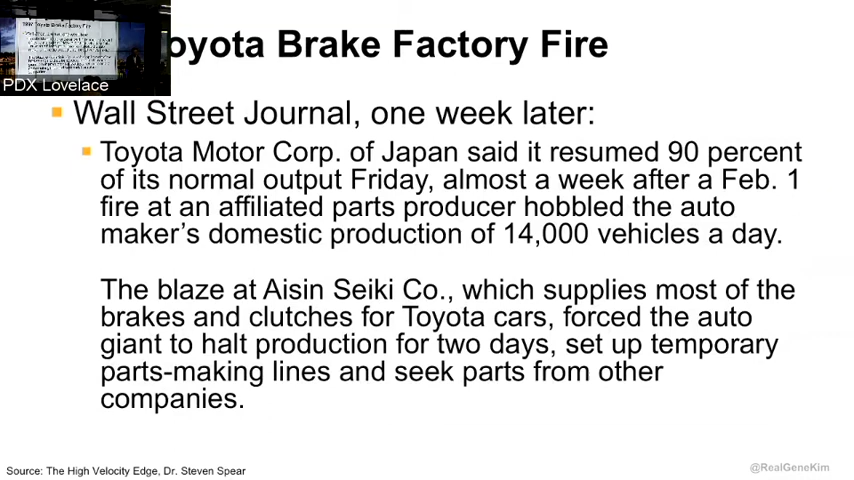 oyota Brake Factory Fire
PDX Lovelace
Wall Street Journal, one week later:
Toyota Motor Corp. of Japan said it resumed 90 percent
of its normal output Friday, almost a week after a Feb. 1
fire at an affiliated parts producer hobbled the auto
maker’s domestic production of 14,000 vehicles a day.
The blaze at Aisin Seiki Co., which supplies most of the
brakes and clutches for Toyota cars, forced the auto
giant to halt production for two days, set up temporary
parts-making lines and seek parts from other
companies.
Source: The High Velocity Edge, Dr. Steven Spear
@RealGeneKim